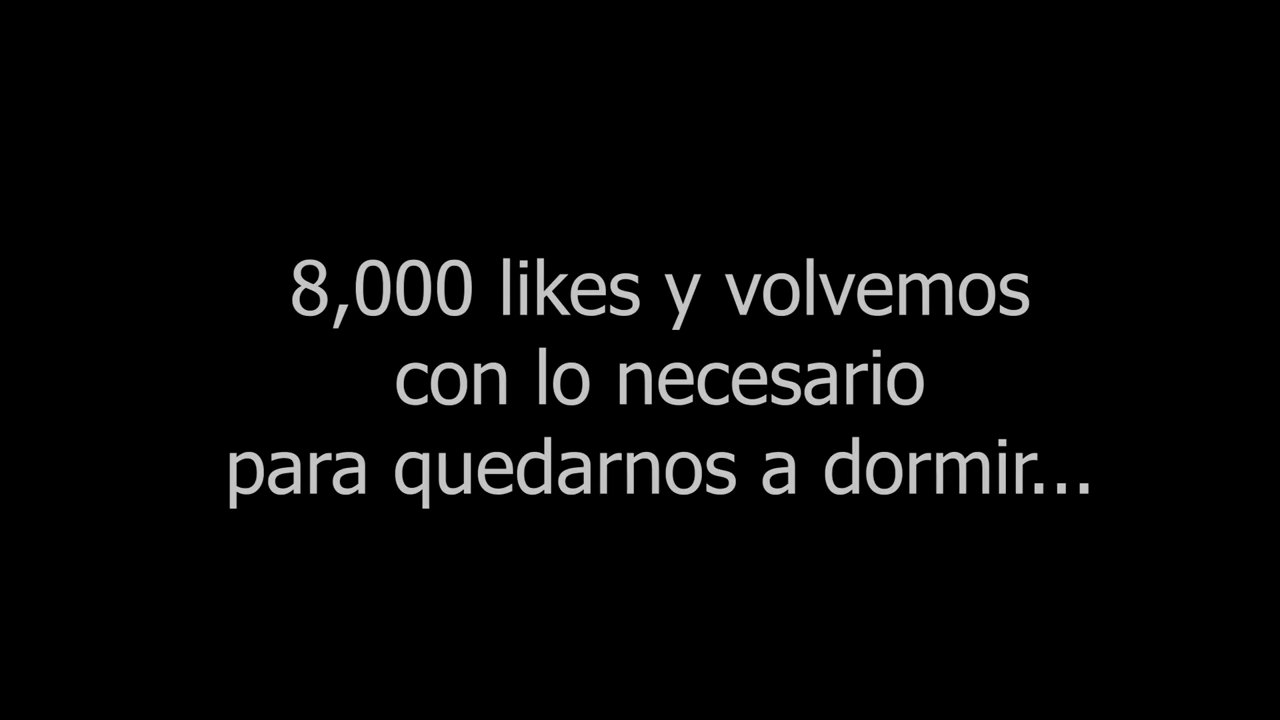 8,000 likes y volvemos
con lo necesario
para quedarnos a dormir...